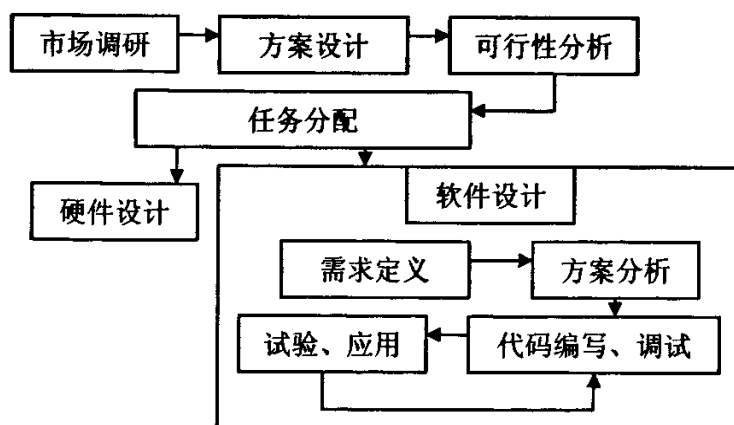 市场调研
方案设计
可行性分析
任务分配
硬件设计
软件设计
需求定义
方案分析
试验、应用
代码编写、调试